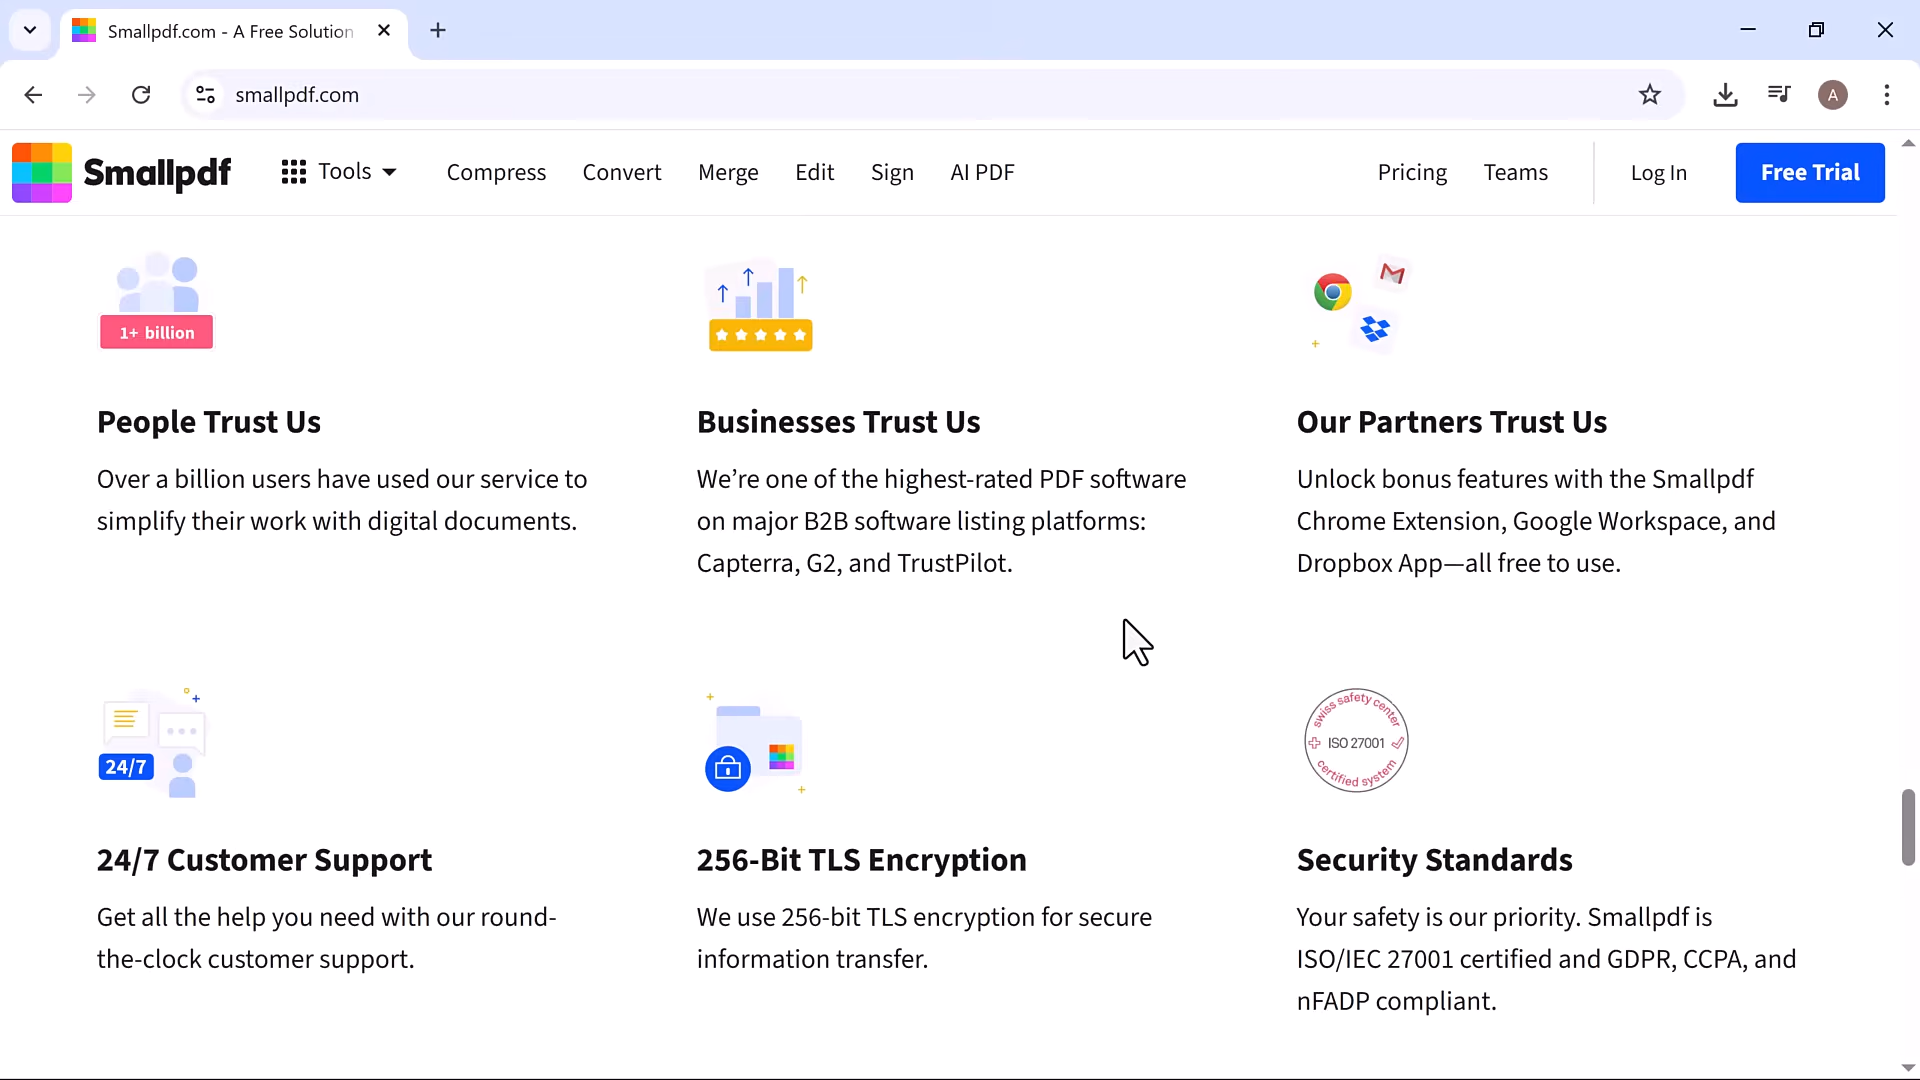 Smallpdf.com - A Free Solution
smallpdf.com
A
Smallpdf
Tools
Compress
Convert
Merge
Edit
Sign
AI PDF
Pricing
Teams
Log In
Free Trial
1+ billion
People Trust Us
Over a billion users have used our service to
simplify their work with digital documents.
Businesses Trust Us
We’re one of the highest-rated PDF software
on major B2B software listing platforms:
Capterra, G2, and TrustPilot.
Our Partners Trust Us
Unlock bonus features with the Smallpdf
Chrome Extension, Google Workspace, and
Dropbox App—all free to use.
24/7
24/7 Customer Support
Get all the help you need with our round-
the-clock customer support.
256-Bit TLS Encryption
We use 256-bit TLS encryption for secure
information transfer.
swiss safety center
ISO 27001
certified system
Security Standards
Your safety is our priority. Smallpdf is
ISO/IEC 27001 certified and GDPR, CCPA, and
nFADP compliant.